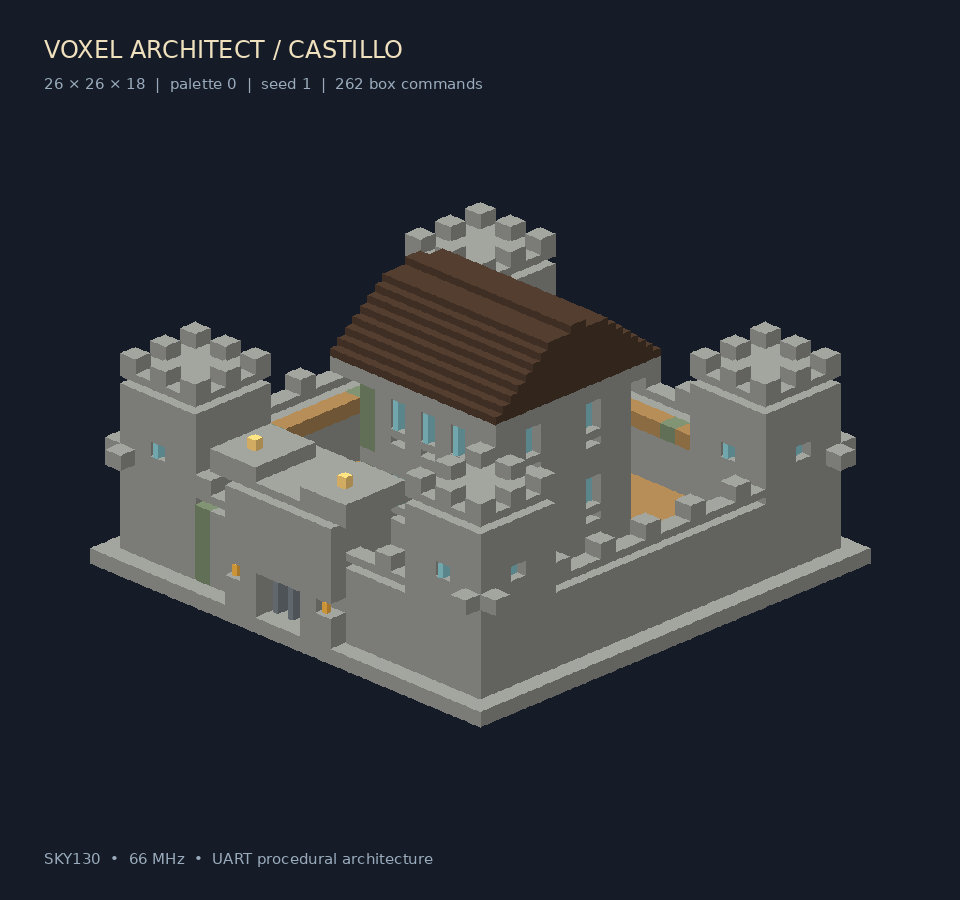 VOXEL ARCHITECT / CASTILLO
26 × 26 × 18 | palette 0 | seed 1 | 262 box commands
SKY130 • 66 MHz • UART procedural architecture